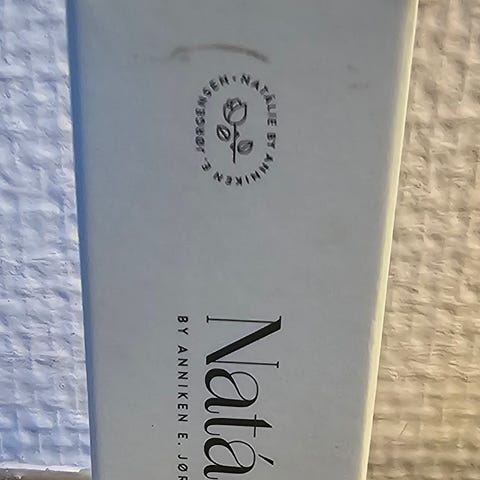 NATÁLIE BY ANNIKEN E. JØRGENSEN
Natá
BY ANNIKEN E. JØR